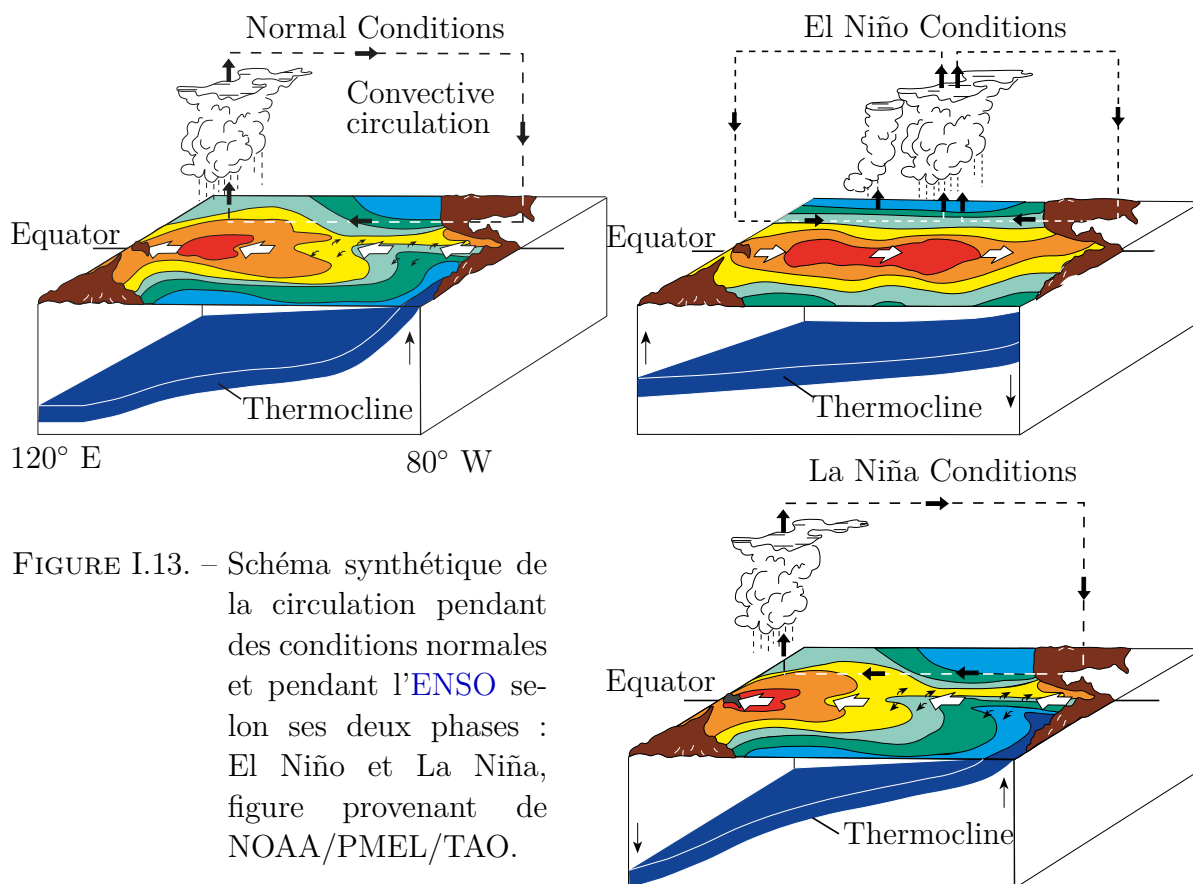 Normal Conditions
Convective
circulation
Equator
Thermocline
120° E
80° W
El Niño Conditions
Equator
Thermocline
La Niña Conditions
Equator
Thermocline
FIGURE I.13. – Schéma synthétique de
la circulation pendant
des conditions normales
et pendant l'ENSO se-
lon ses deux phases :
El Niño et La Niña,
figure provenant de
NOAA/PMEL/TAO.